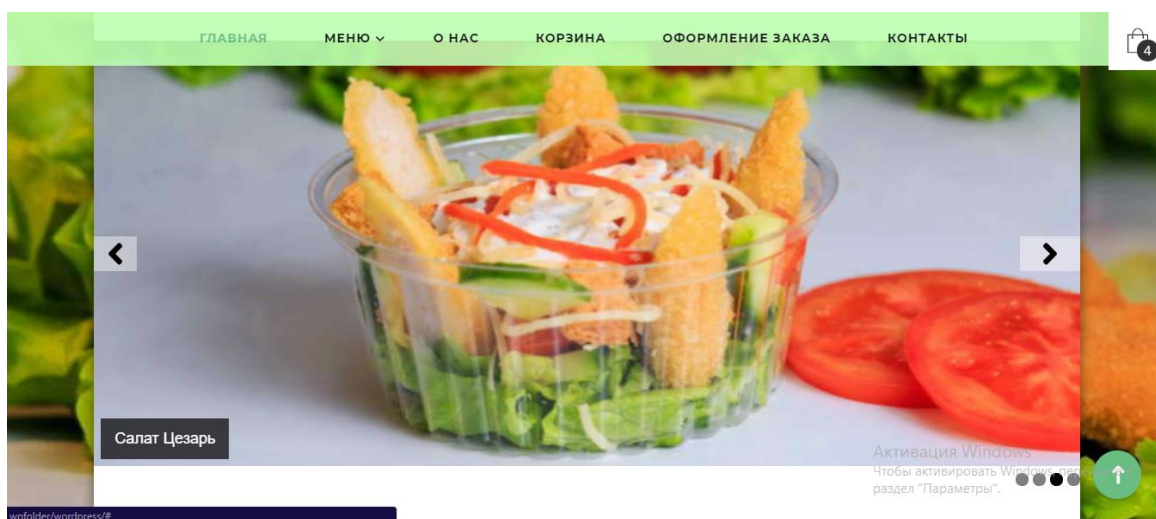 ГЛАВНАЯ МЕНЮ О НАС КОРЗИНА ОФОРМЛЕНИЕ ЗАКАЗА КОНТАКТЫ
4
Салат Цезарь
Активация Windows
Чтобы активировать Windows,
раздел "Параметры".
wpfolder/wordpress/#